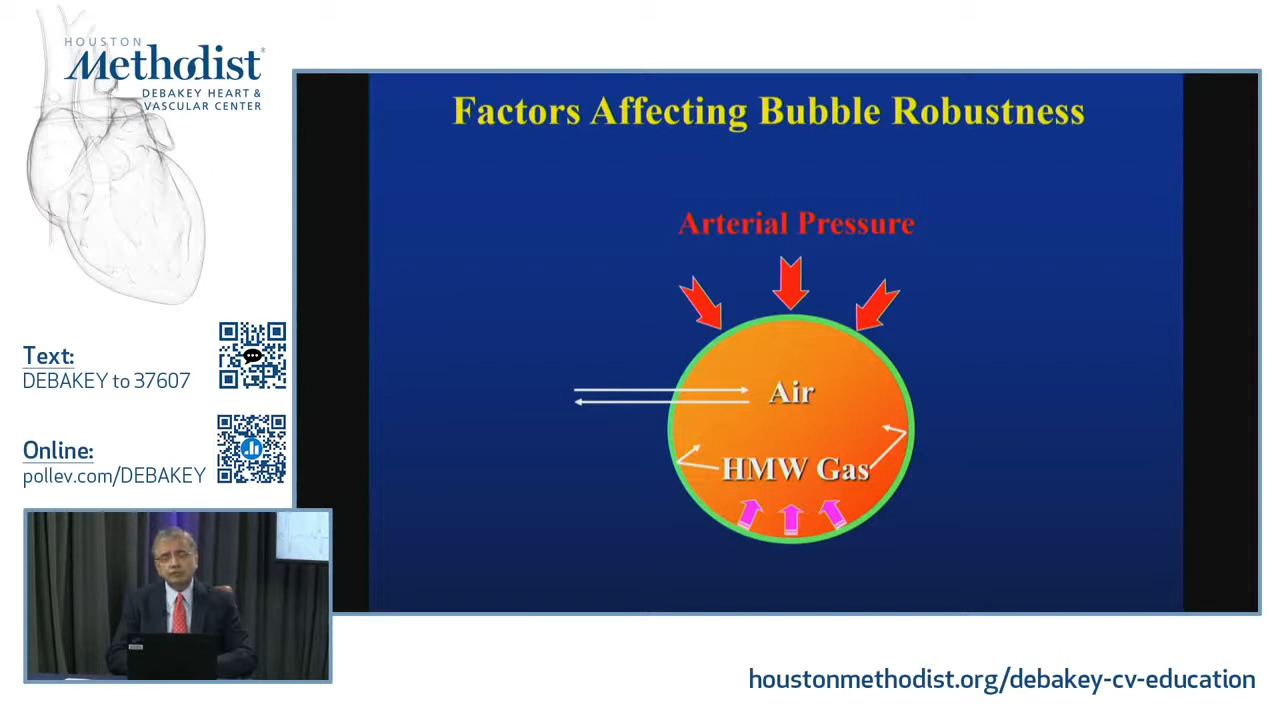 HOUSTON
Methodist®
DEBAKEY HEART &
VASCULAR CENTER
Text:
DEBAKEY to 37607
Online:
pollev.com/DEBAKEY
Factors Affecting Bubble Robustness
Arterial Pressure
Air
HMW Gas
houstonmethodist.org/debakey-cv-education